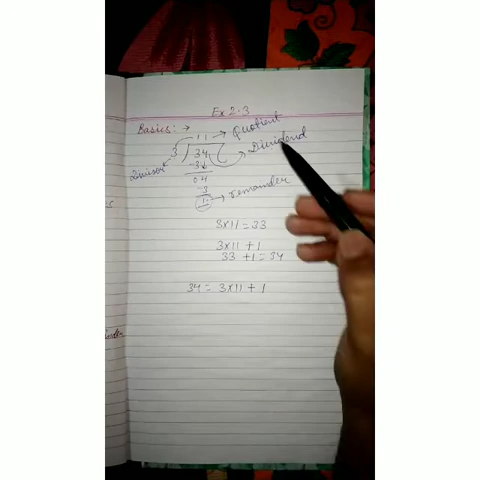 Ex 2.3
Basics: →
11 → Quotient
3 ) 34 → Dividend
Divisor
-3↓
04
-3
1 → remainder
3×11 = 33
3×11 + 1
33 + 1 = 34
34 = 3×11 + 1